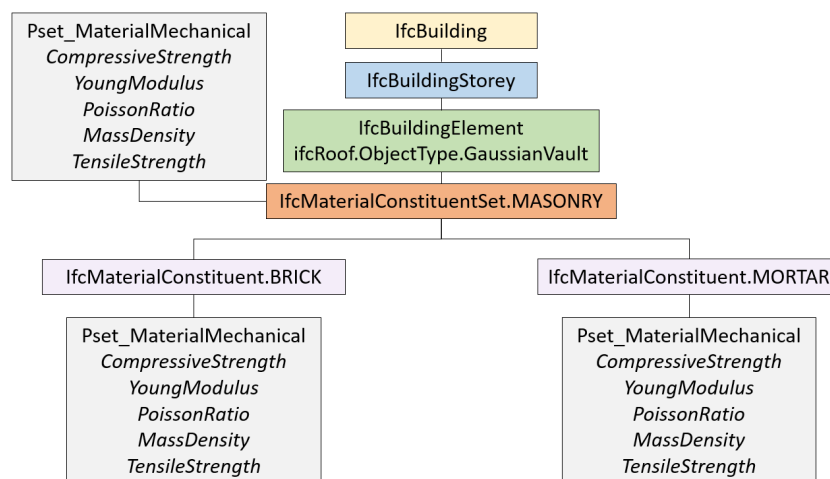 Pset_MaterialMechanical
CompressiveStrength
YoungModulus
PoissonRatio
MassDensity
TensileStrength
IfcBuilding
IfcBuildingStorey
IfcBuildingElement
ifcRoof.ObjectType.GaussianVault
IfcMaterialConstituentSet.MASONRY
IfcMaterialConstituent.BRICK
Pset_MaterialMechanical
CompressiveStrength
YoungModulus
PoissonRatio
MassDensity
TensileStrength
IfcMaterialConstituent.MORTAR
Pset_MaterialMechanical
CompressiveStrength
YoungModulus
PoissonRatio
MassDensity
TensileStrength